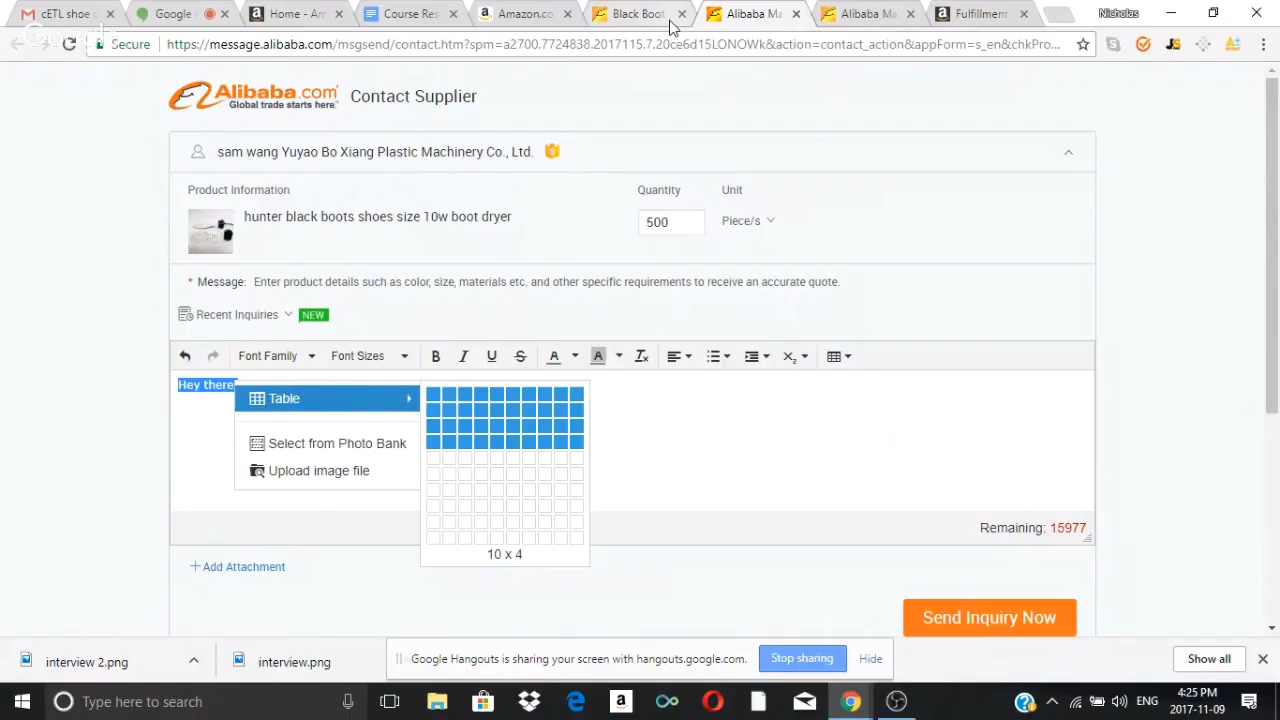 cETL shoe
Google
Home - Am
Course Res
Amazon.co
Black Boot
Alibaba Ma
Alibaba Ma
Fulfillment
Nicholas
Secure
https://message.alibaba.com/msgsend/contact.htm?spm=a2700.7724838.2017115.7.20ce6d15LONOWk&action=contact_action&appForm=s_en&chkPro...
Alibaba.com
Global trade starts here.
Contact Supplier
sam wang Yuyao Bo Xiang Plastic Machinery Co., Ltd.
Product Information
Quantity
Unit
hunter black boots shoes size 10w boot dryer
500
Piece/s
* Message: Enter product details such as color, size, materials etc. and other specific requirements to receive an accurate quote.
Recent Inquiries
NEW
Font Family
Font Sizes
B I U S A A Ix X2
Hey there
Table
Select from Photo Bank
Upload image file
10 x 4
Remaining: 15977
+ Add Attachment
Send Inquiry Now
interview 2.png
interview.png
Google Hangouts is sharing your screen with hangouts.google.com.
Stop sharing
Hide
Show all
Type here to search
ENG
4:25 PM
2017-11-09